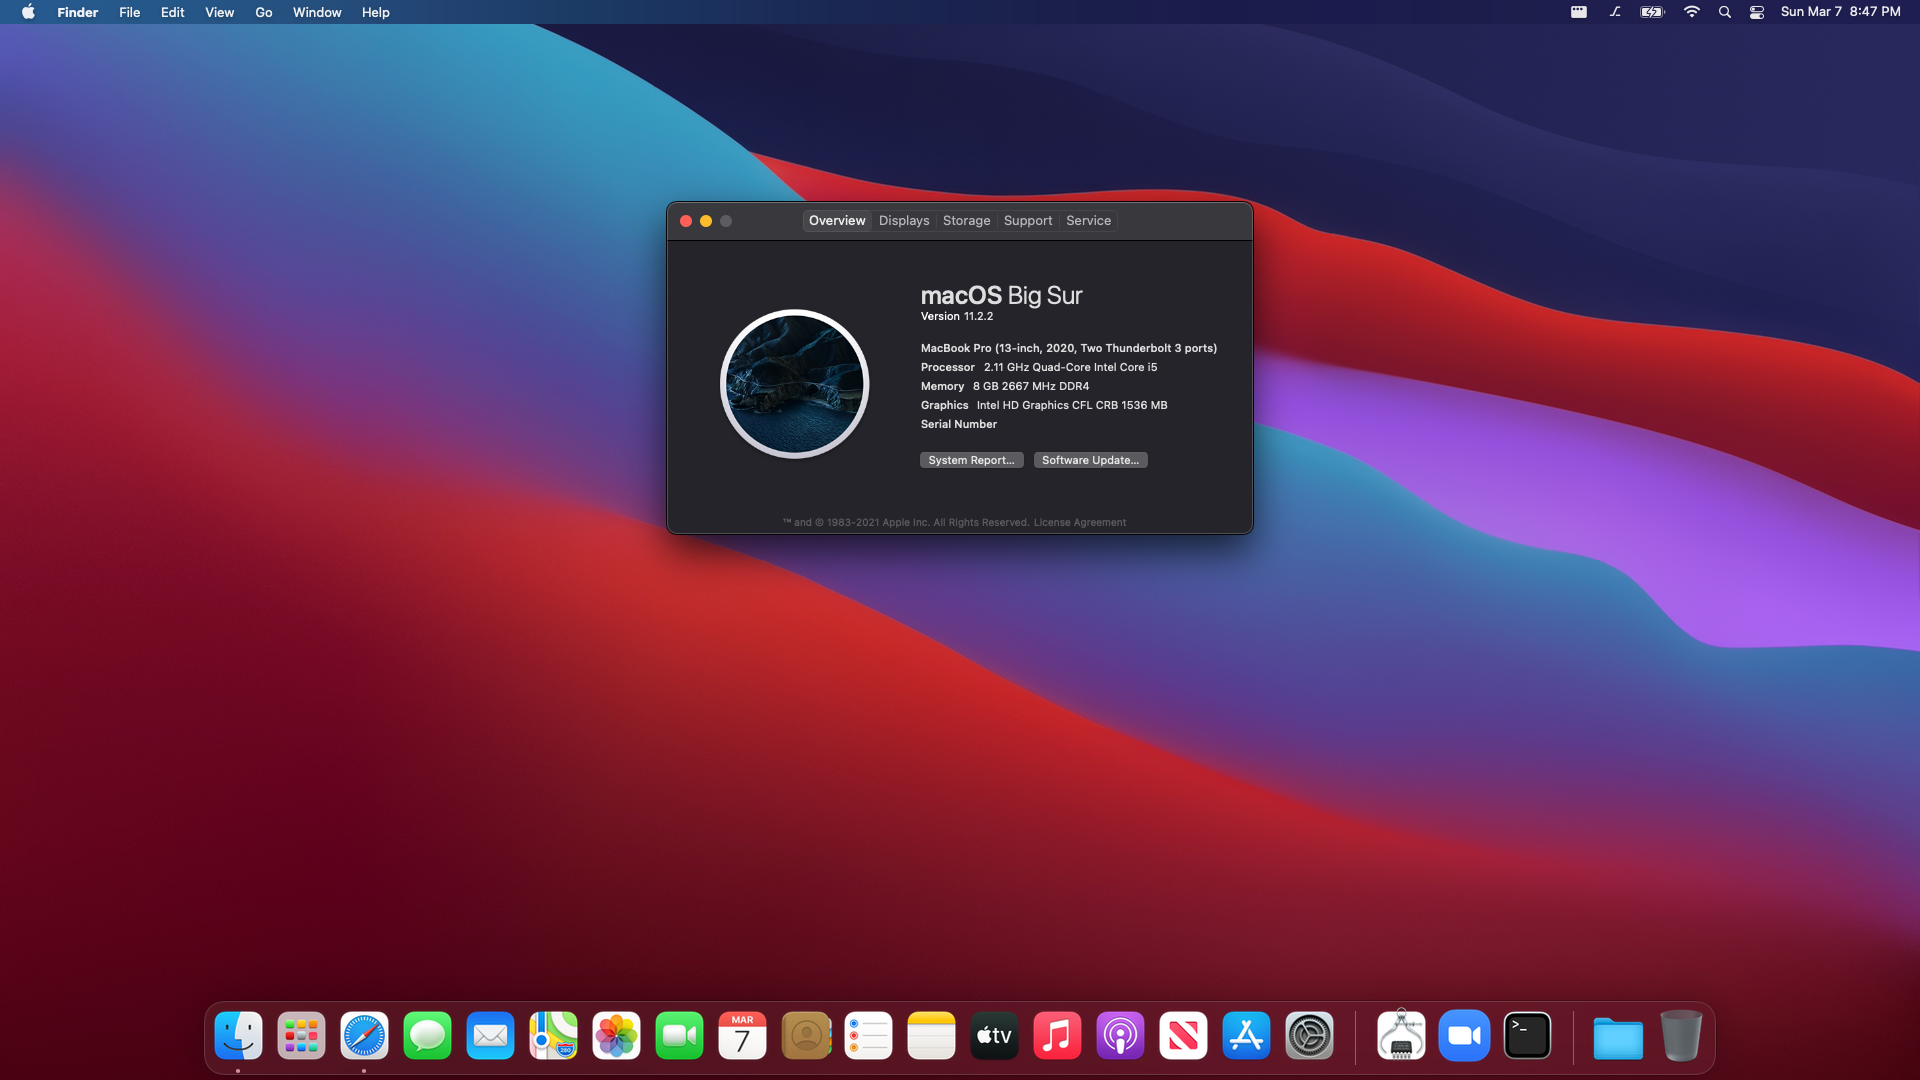 Finder File Edit View Go Window Help
Sun Mar 7 8:47 PM
Overview Displays Storage Support Service
macOS Big Sur
Version 11.2.2
MacBook Pro (13-inch, 2020, Two Thunderbolt 3 ports)
Processor 2.11 GHz Quad-Core Intel Core i5
Memory 8 GB 2667 MHz DDR4
Graphics Intel HD Graphics CFL CRB 1536 MB
Serial Number
System Report... Software Update...
™ and © 1983-2021 Apple Inc. All Rights Reserved. License Agreement
MAR
7
280
tv
>_